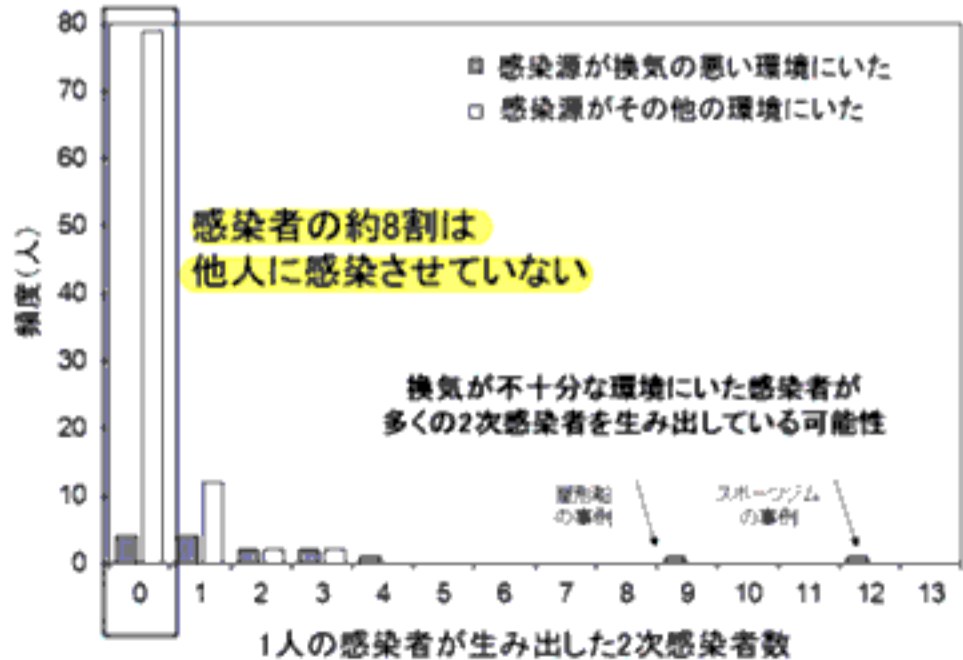 80
70
60
50
40
30
20
10
0
頻度(人)
感染源が換気の悪い環境にいた
感染源がその他の環境にいた
感染者の約8割は
他人に感染させていない
換気が不十分な環境にいた感染者が
多くの2次感染者を生み出している可能性
屋形船
の事例
スポーツジム
の事例
0 1 2 3 4 5 6 7 8 9 10 11 12 13
1人の感染者が生み出した2次感染者数